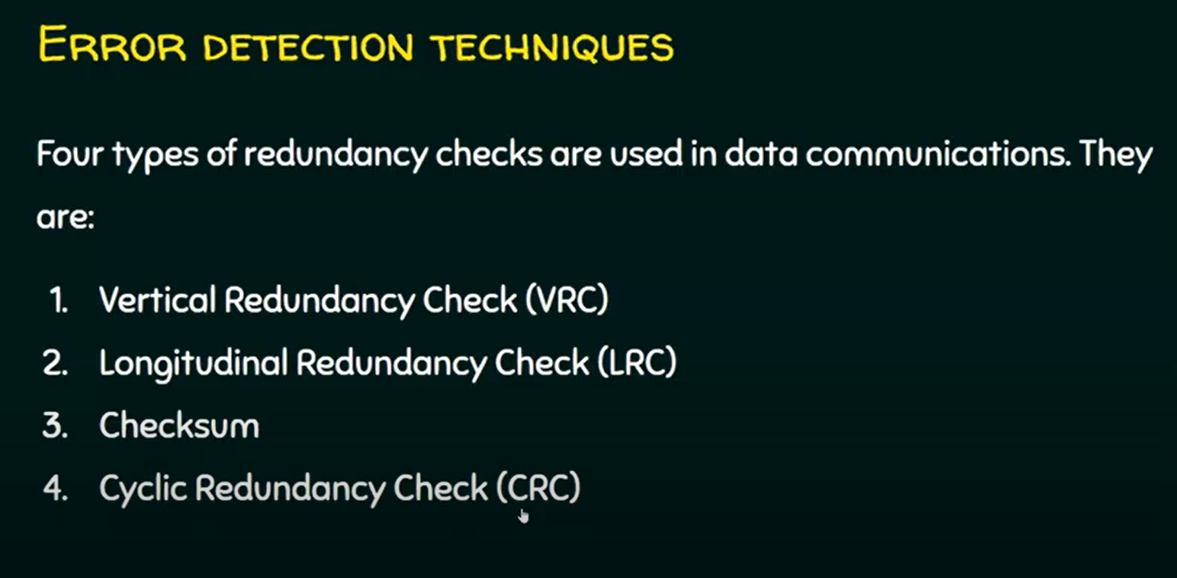 ERROR DETECTION TECHNIQUES
Four types of redundancy checks are used in data communications. They
are:
1. Vertical Redundancy Check (VRC)
2. Longitudinal Redundancy Check (LRC)
3. Checksum
4. Cyclic Redundancy Check (CRC)